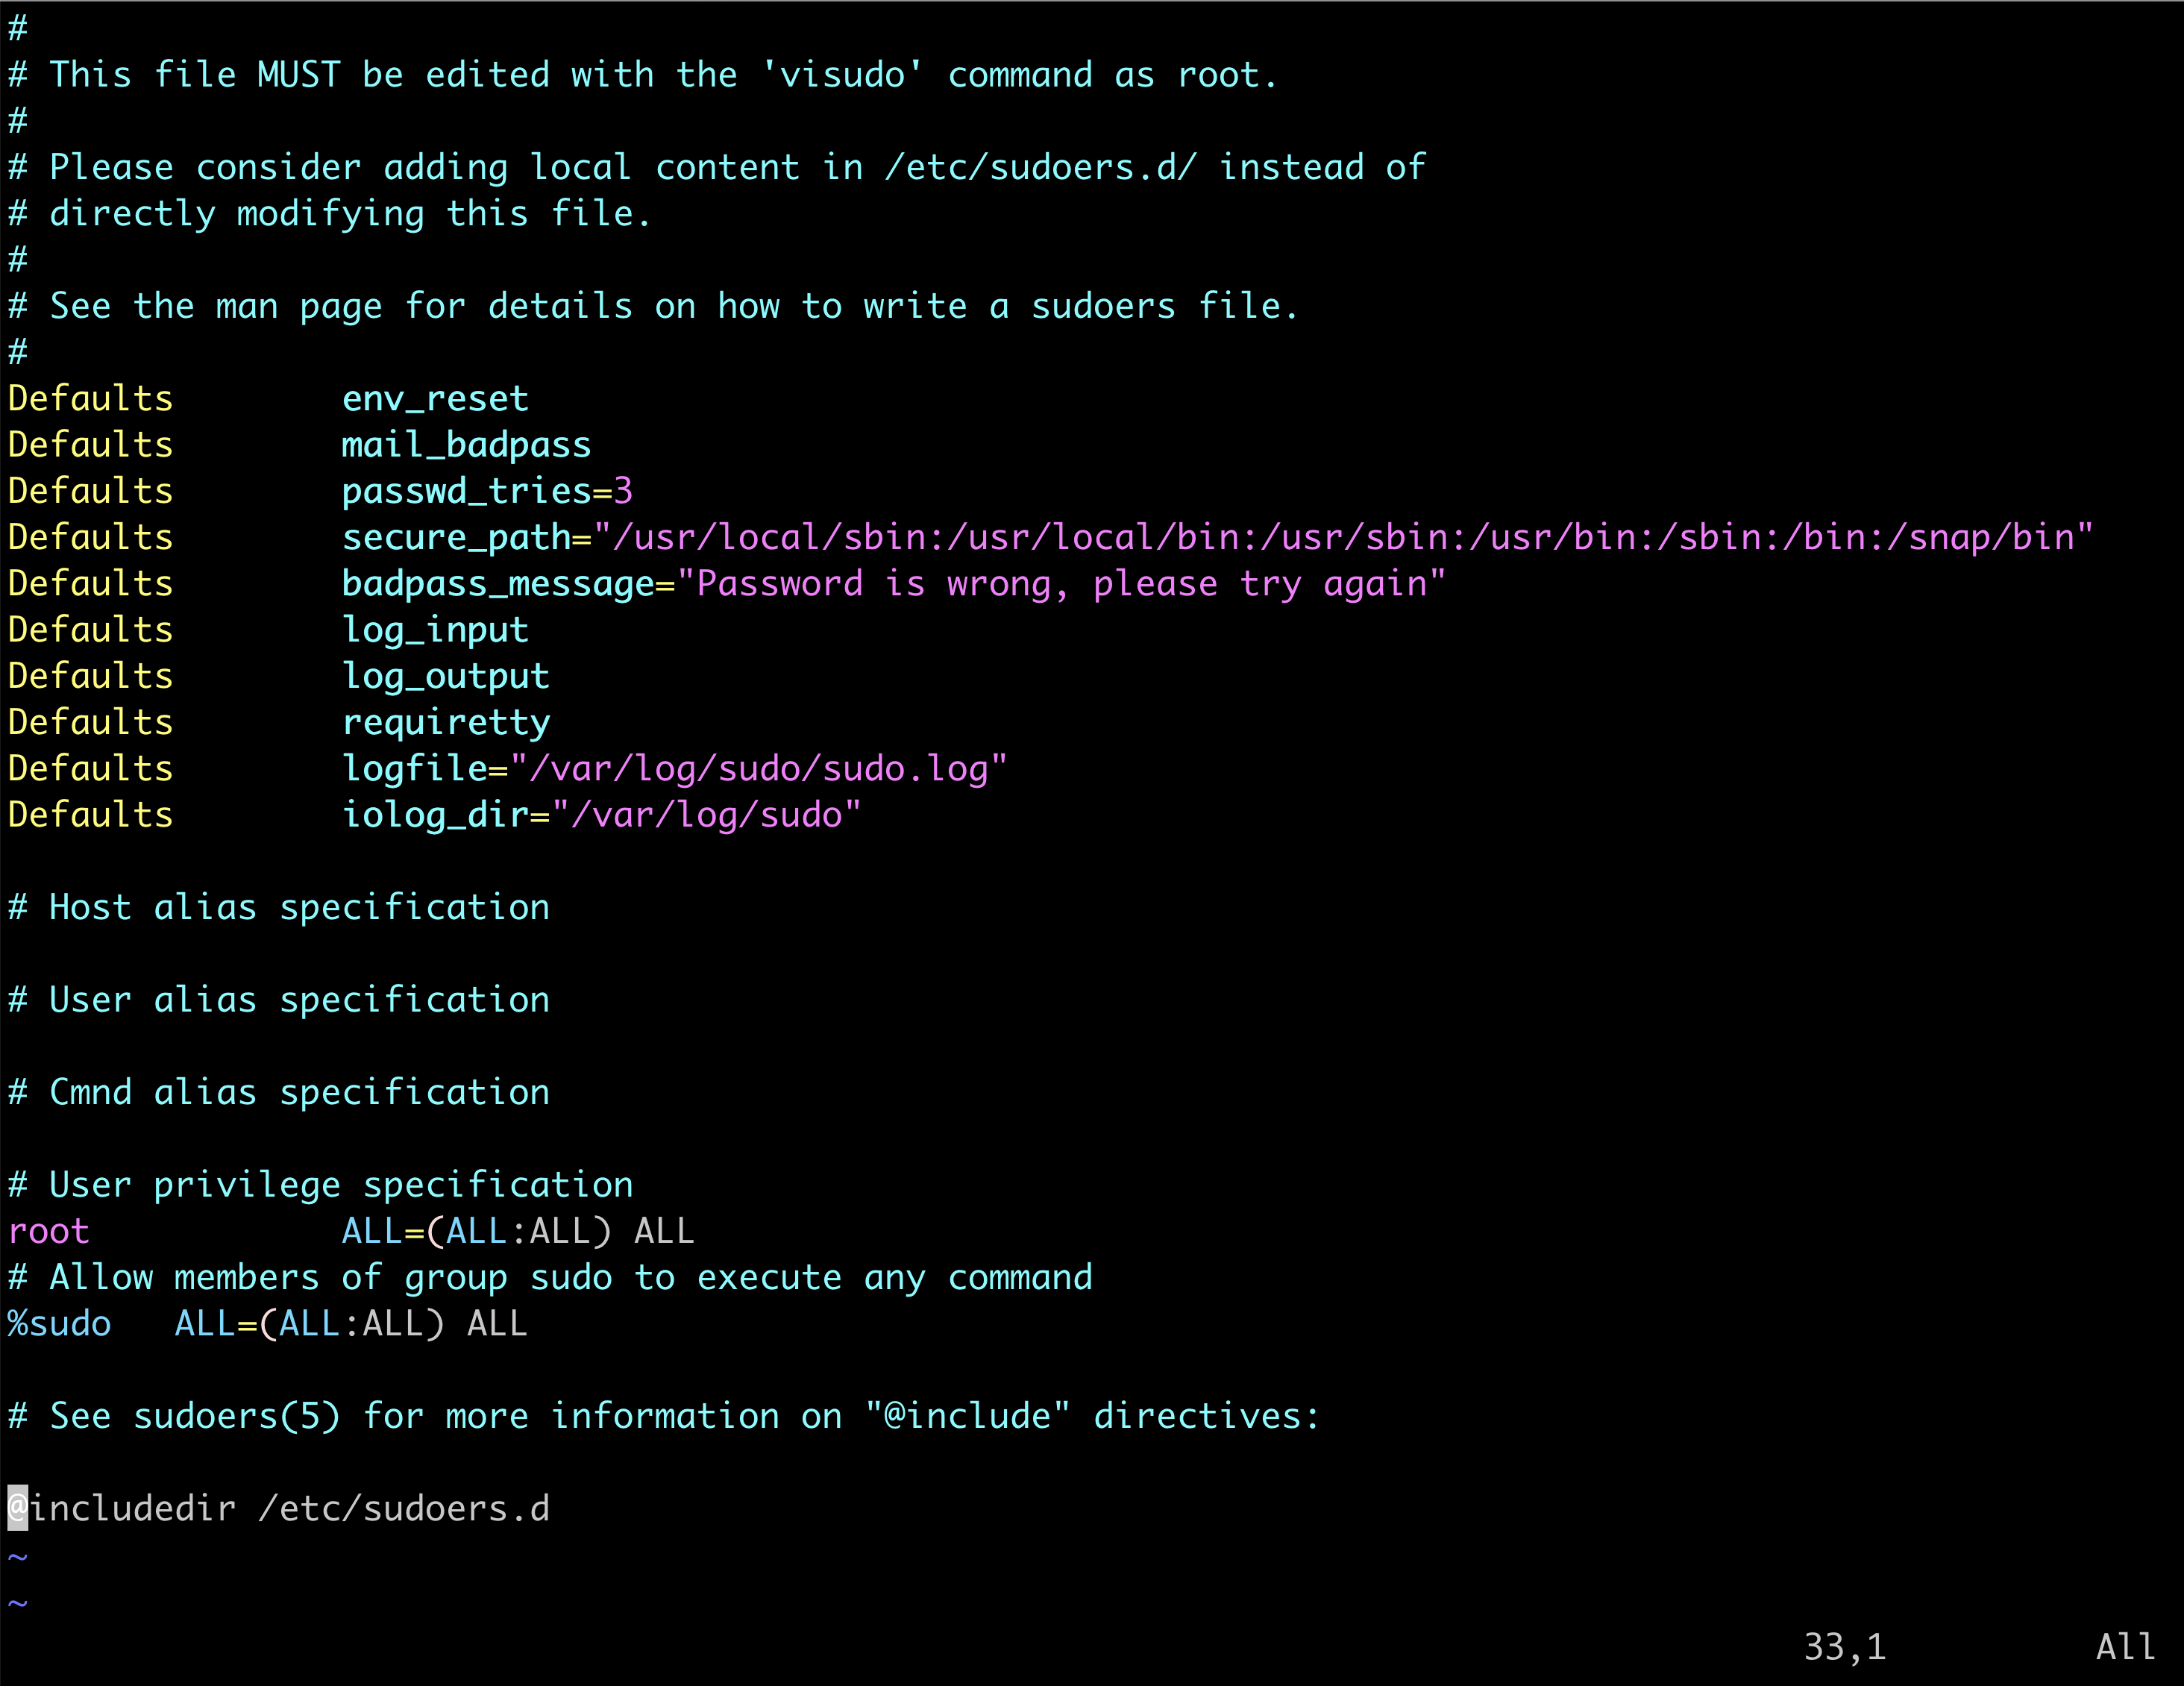 #
# This file MUST be edited with the 'visudo' command as root.
#
# Please consider adding local content in /etc/sudoers.d/ instead of
# directly modifying this file.
#
# See the man page for details on how to write a sudoers file.
#
Defaults        env_reset
Defaults        mail_badpass
Defaults        passwd_tries=3
Defaults        secure_path="/usr/local/sbin:/usr/local/bin:/usr/sbin:/usr/bin:/sbin:/bin:/snap/bin"
Defaults        badpass_message="Password is wrong, please try again"
Defaults        log_input
Defaults        log_output
Defaults        requiretty
Defaults        logfile="/var/log/sudo/sudo.log"
Defaults        iolog_dir="/var/log/sudo"

# Host alias specification

# User alias specification

# Cmnd alias specification

# User privilege specification
root            ALL=(ALL:ALL) ALL
# Allow members of group sudo to execute any command
%sudo   ALL=(ALL:ALL) ALL

# See sudoers(5) for more information on "@include" directives:

@includedir /etc/sudoers.d
~
~
33,1          All